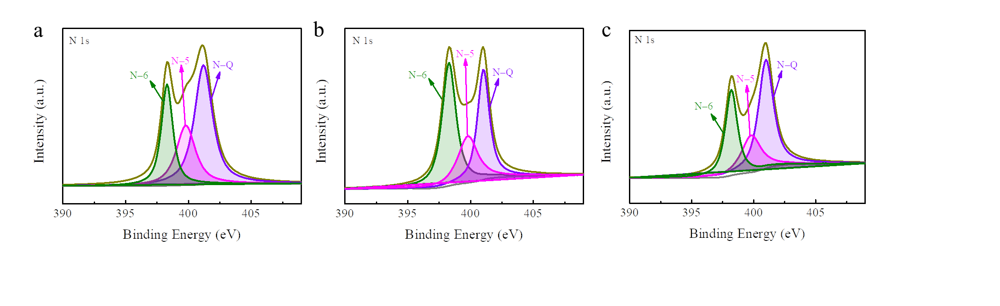 a
N 1s
N–6
N–5
N–Q
Intensity (a.u.)
390 395 400 405
Binding Energy (eV)
b
N 1s
N–6
N–5
N–Q
Intensity (a.u.)
390 395 400 405
Binding Energy (eV)
c
N 1s
N–6
N–5
N–Q
Intensity (a.u.)
390 395 400 405
Binding Energy (eV)